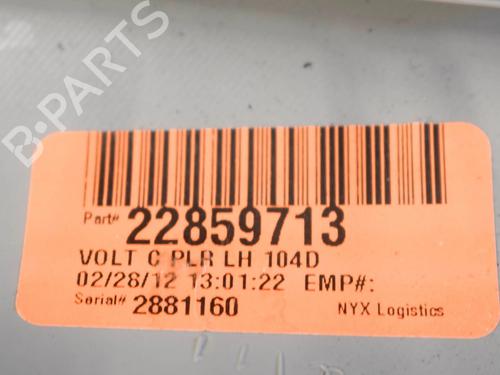 B-PARTS
Part# 22859713
VOLT C PLR LH 104D
02/28/12 13:01:22 EMP#:
Serial# 2881160 NYX Logistics